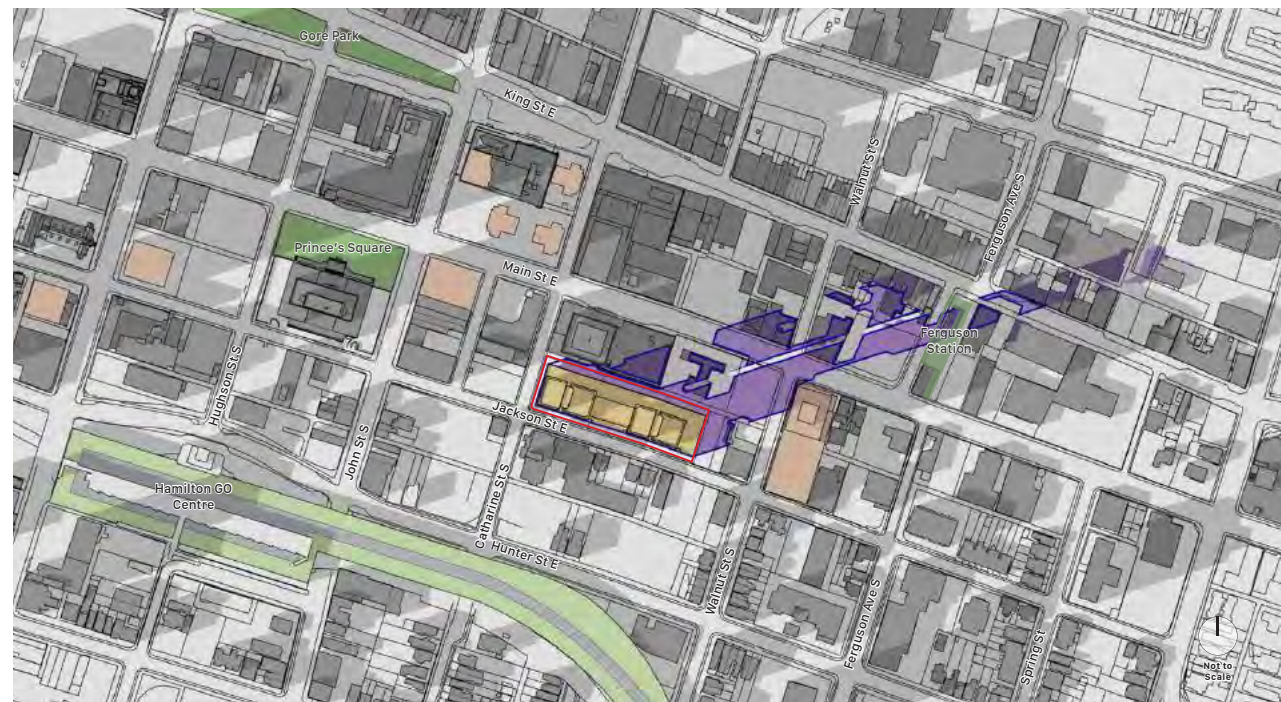 Gore Park
King St E
Walnut St S
Ferguson Ave S
Prince's Square
Main St E
Ferguson
Station
Hughson St S
Jackson St E
John St S
Catharine St S
Hamilton GO
Centre
Hunter St E
Walnut St S
Ferguson Ave S
Spring St
Not to
Scale